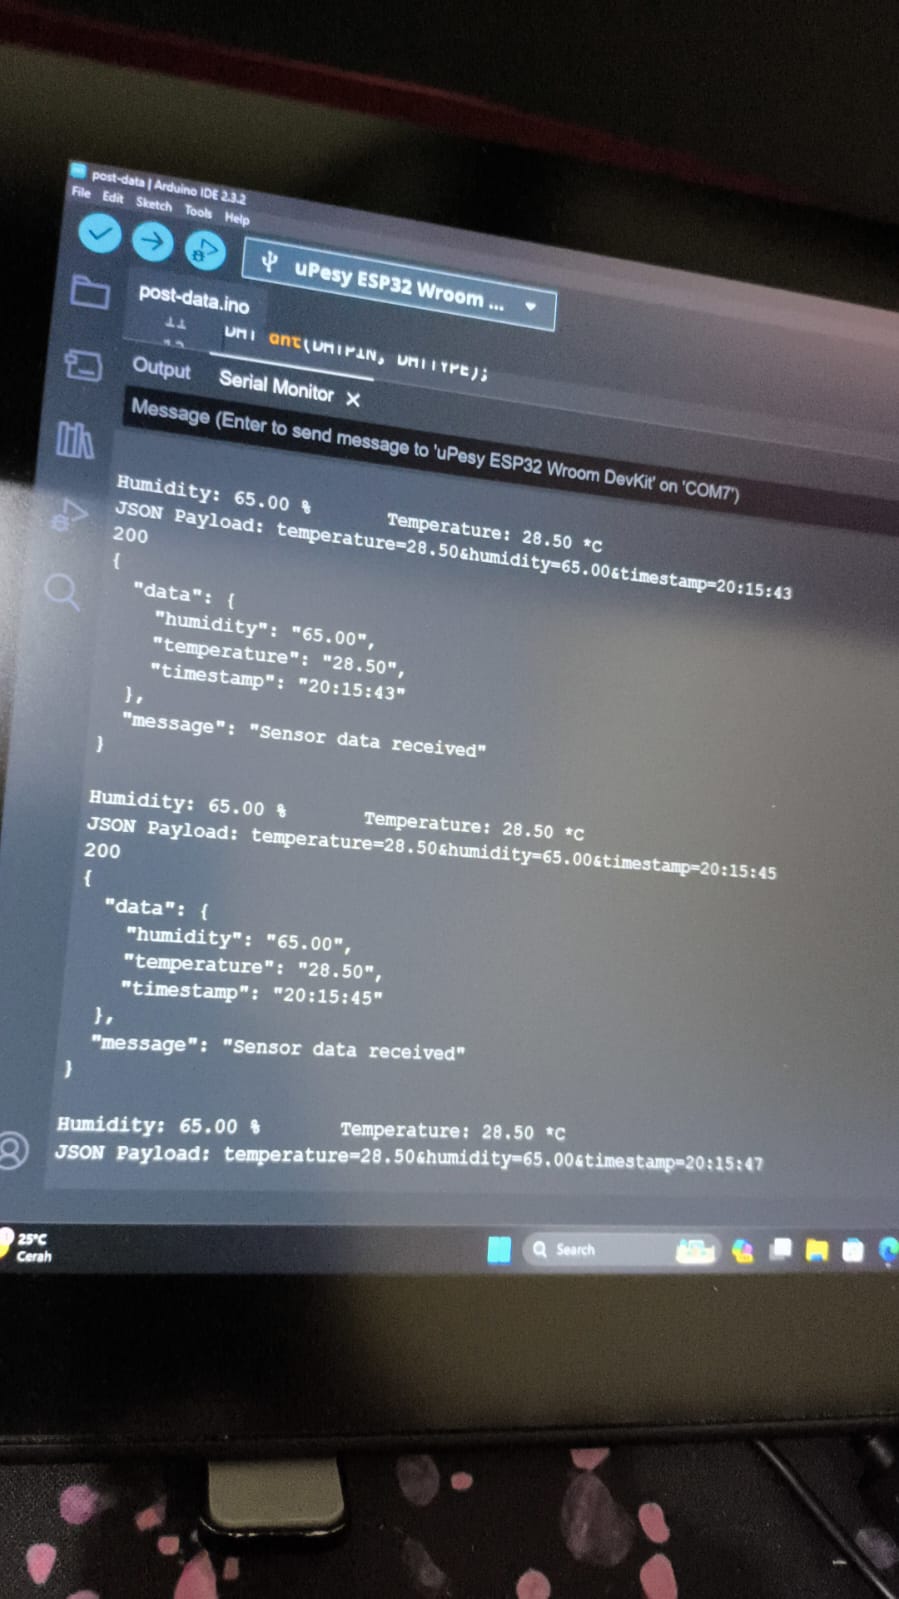 post-data | Arduino IDE 2.3.2
File Edit Sketch Tools Help
uPesy ESP32 Wroom ...
post-data.ino
11
DHT dht(DHTPIN, DHTTYPE);
Output Serial Monitor
Message (Enter to send message to 'uPesy ESP32 Wroom DevKit' on 'COM7')
Humidity: 65.00 % Temperature: 28.50 *C
JSON Payload: temperature=28.50&humidity=65.00&timestamp=20:15:43
200
{
"data": {
"humidity": "65.00",
"temperature": "28.50",
"timestamp": "20:15:43"
},
"message": "Sensor data received"
}
Humidity: 65.00 % Temperature: 28.50 *C
JSON Payload: temperature=28.50&humidity=65.00&timestamp=20:15:45
200
{
"data": {
"humidity": "65.00",
"temperature": "28.50",
"timestamp": "20:15:45"
},
"message": "Sensor data received"
}
Humidity: 65.00 % Temperature: 28.50 *C
JSON Payload: temperature=28.50&humidity=65.00&timestamp=20:15:47
25°C
Cerah
Search